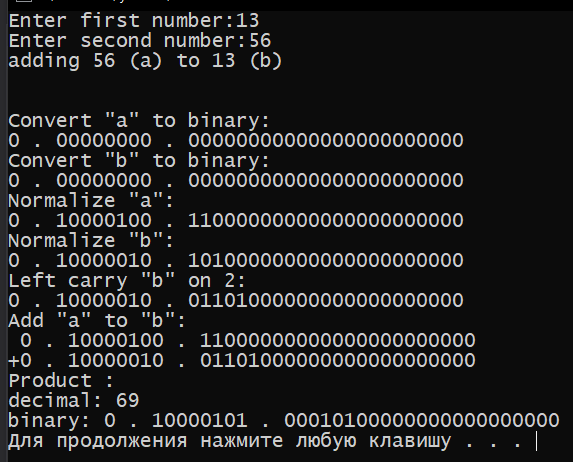 Enter first number:13
Enter second number:56
adding 56 (a) to 13 (b)
Convert "a" to binary:
0 . 00000000 . 00000000000000000000000
Convert "b" to binary:
0 . 00000000 . 00000000000000000000000
Normalize "a":
0 . 10000100 . 11000000000000000000000
Normalize "b":
0 . 10000010 . 10100000000000000000000
Left carry "b" on 2:
0 . 10000010 . 01101000000000000000000
Add "a" to "b":
0 . 10000100 . 11000000000000000000000
+0 . 10000010 . 01101000000000000000000
Product :
decimal: 69
binary: 0 . 10000101 . 00010100000000000000000
Для продолжения нажмите любую клавишу . . .